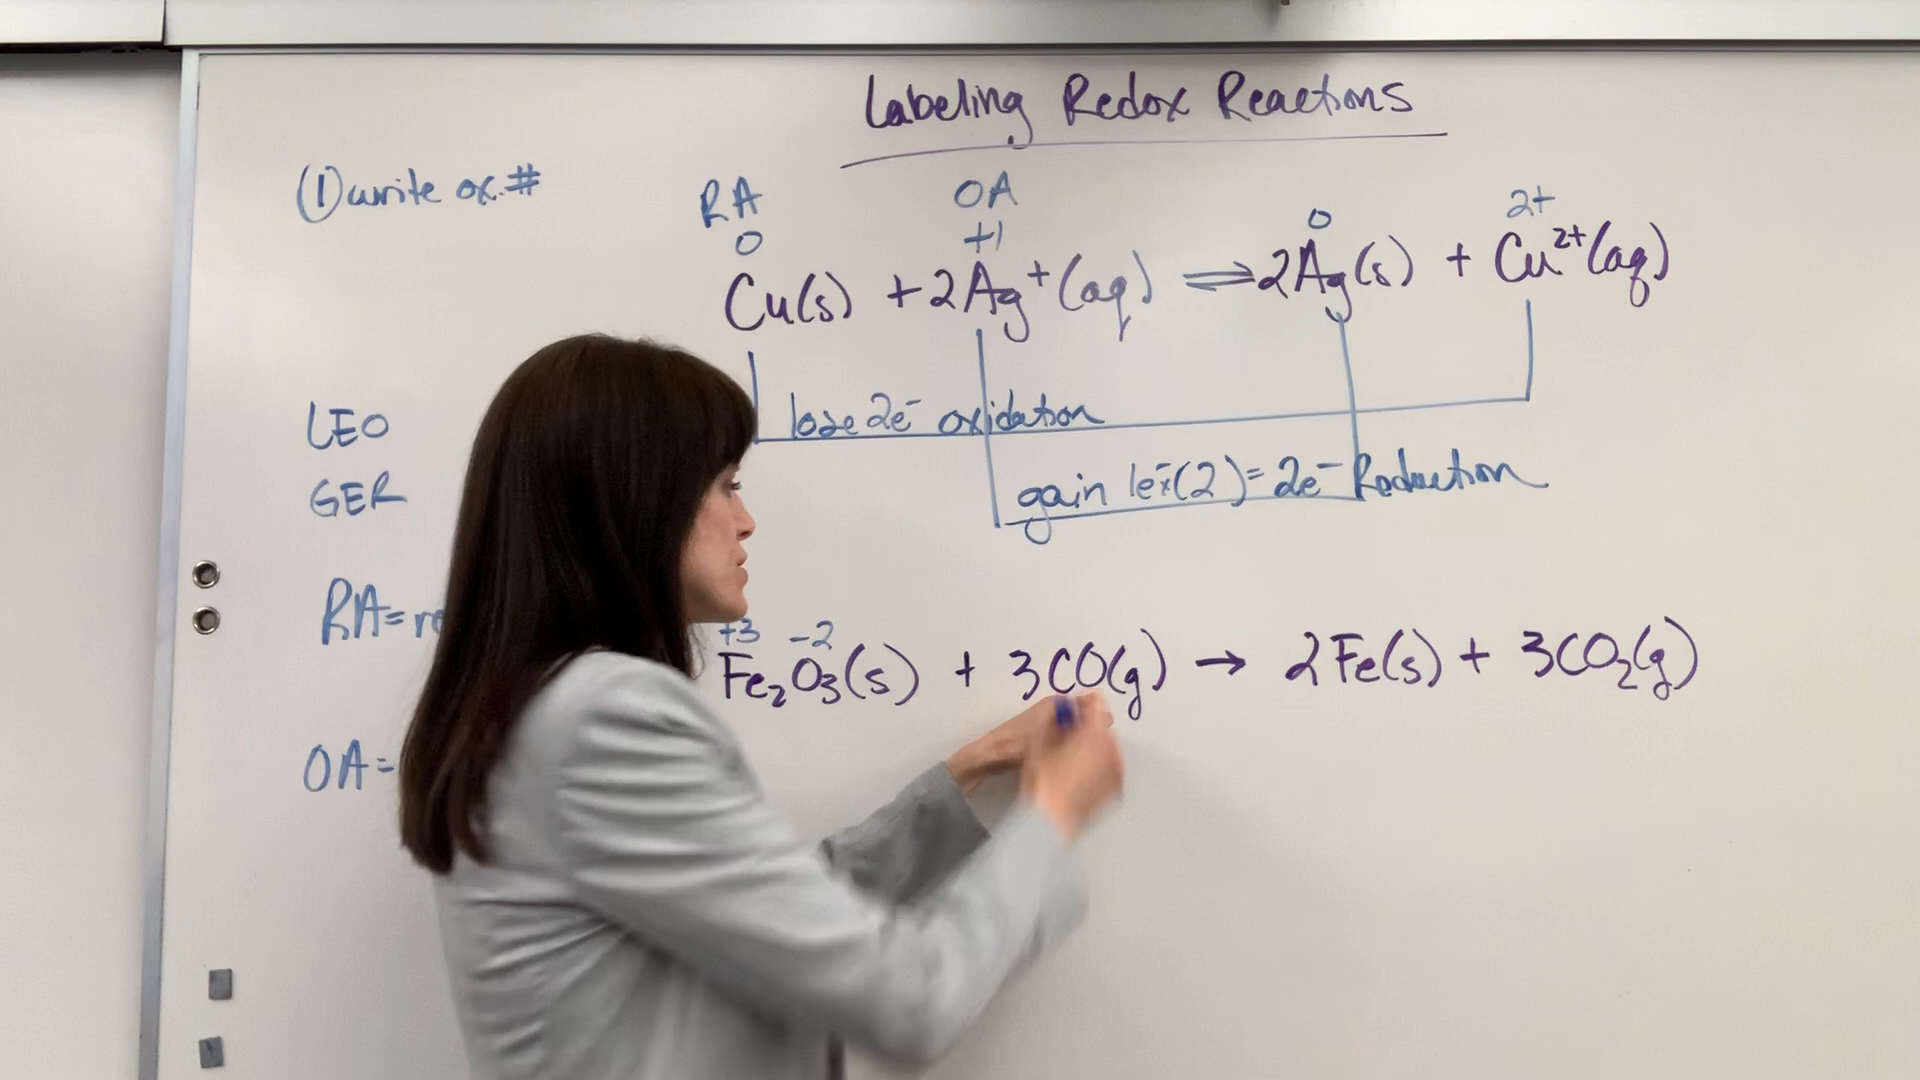 Labeling Redox Reactions
① write ox. #
RA OA
0 +1 0 2+
Cu(s) + 2Ag⁺(aq) ⇌ 2Ag(s) + Cu²⁺(aq)
LEO
lose 2e⁻ oxidation
GER
gain 1e⁻x(2) = 2e⁻ Reduction
RA=
+3 -2
Fe₂O₃(s) + 3CO(g) → 2Fe(s) + 3CO₂(g)
OA=